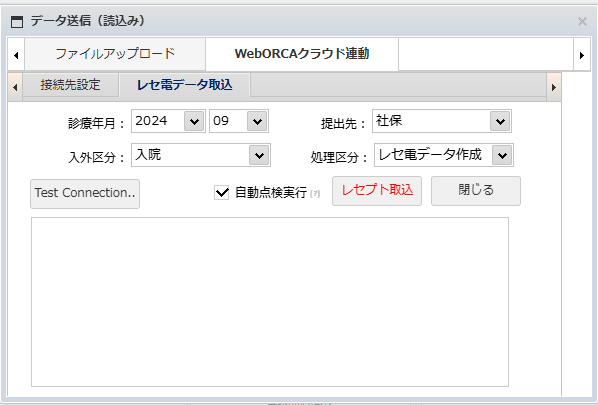 データ送信（読込み）
ファイルアップロード WebORCAクラウド連動
接続先設定 レセ電データ取込
診療年月： 2024 09 提出先： 社保
入外区分： 入院 処理区分： レセ電データ作成
Test Connection.. 自動点検実行 [?] レセプト取込 閉じる